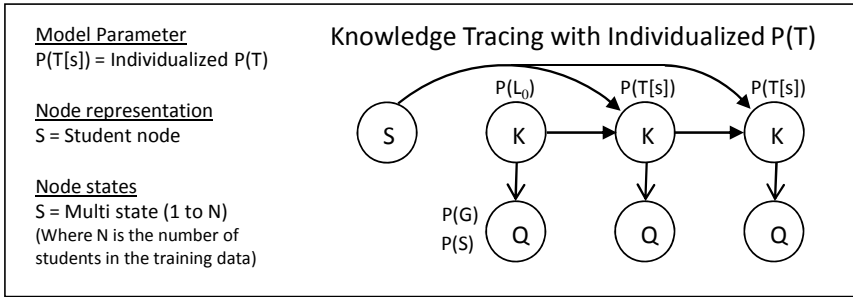 Model Parameter
P(T[s]) = Individualized P(T)
Node representation
S = Student node
Node states
S = Multi state (1 to N)
(Where N is the number of
students in the training data)
Knowledge Tracing with Individualized P(T)
P(L₀) P(T[s]) P(T[s])
S K K K
P(G)
P(S)
Q Q Q